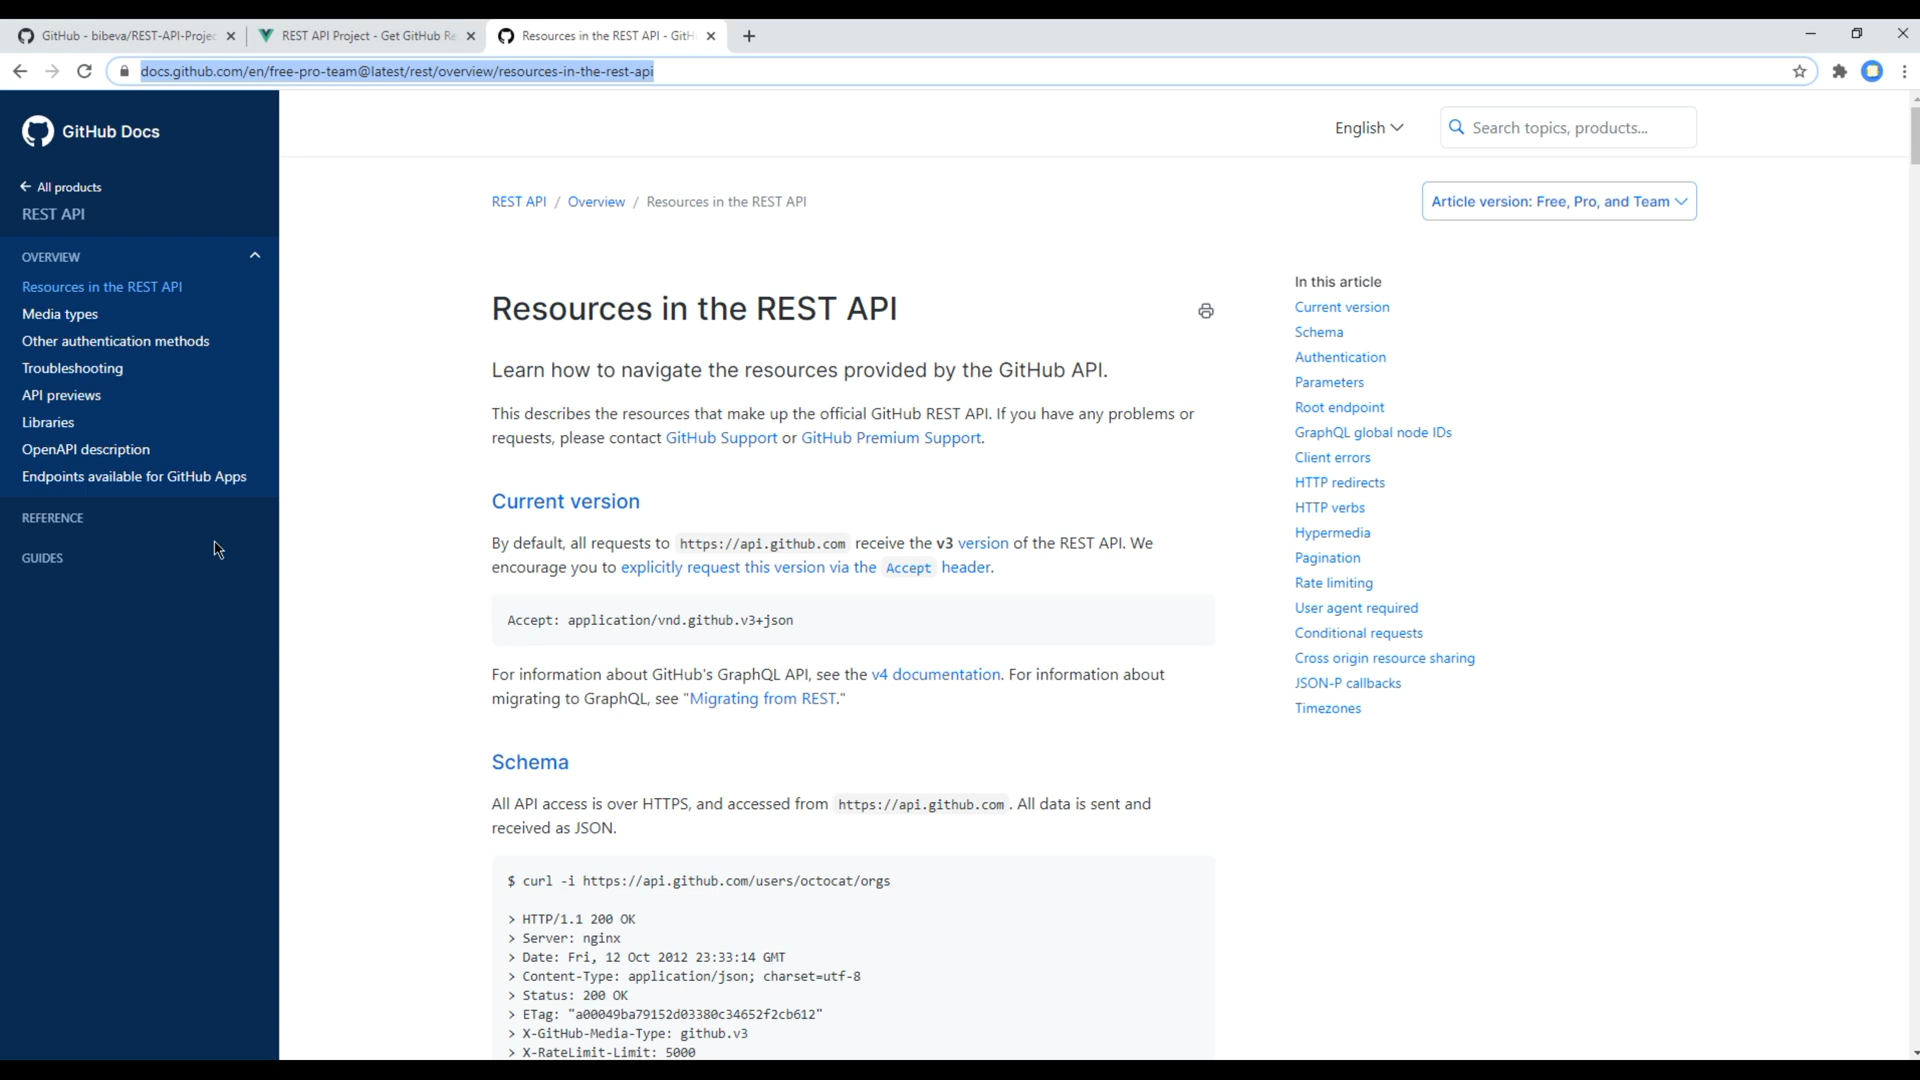 GitHub - bibeva/REST-API-Projec
REST API Project - Get GitHub Re
Resources in the REST API - GitH
docs.github.com/en/free-pro-team@latest/rest/overview/resources-in-the-rest-api
GitHub Docs
English
Search topics, products...
All products
REST API
REST API / Overview / Resources in the REST API
Article version: Free, Pro, and Team
OVERVIEW
Resources in the REST API
Media types
Other authentication methods
Troubleshooting
API previews
Libraries
OpenAPI description
Endpoints available for GitHub Apps
REFERENCE
GUIDES
Resources in the REST API
Learn how to navigate the resources provided by the GitHub API.
This describes the resources that make up the official GitHub REST API. If you have any problems or
requests, please contact GitHub Support or GitHub Premium Support.
Current version
By default, all requests to https://api.github.com receive the v3 version of the REST API. We
encourage you to explicitly request this version via the Accept header.
Accept: application/vnd.github.v3+json
For information about GitHub's GraphQL API, see the v4 documentation. For information about
migrating to GraphQL, see "Migrating from REST."
Schema
All API access is over HTTPS, and accessed from https://api.github.com . All data is sent and
received as JSON.
$ curl -i https://api.github.com/users/octocat/orgs
> HTTP/1.1 200 OK
> Server: nginx
> Date: Fri, 12 Oct 2012 23:33:14 GMT
> Content-Type: application/json; charset=utf-8
> Status: 200 OK
> ETag: "a00049ba79152d03380c34652f2cb612"
> X-GitHub-Media-Type: github.v3
> X-RateLimit-Limit: 5000
In this article
Current version
Schema
Authentication
Parameters
Root endpoint
GraphQL global node IDs
Client errors
HTTP redirects
HTTP verbs
Hypermedia
Pagination
Rate limiting
User agent required
Conditional requests
Cross origin resource sharing
JSON-P callbacks
Timezones